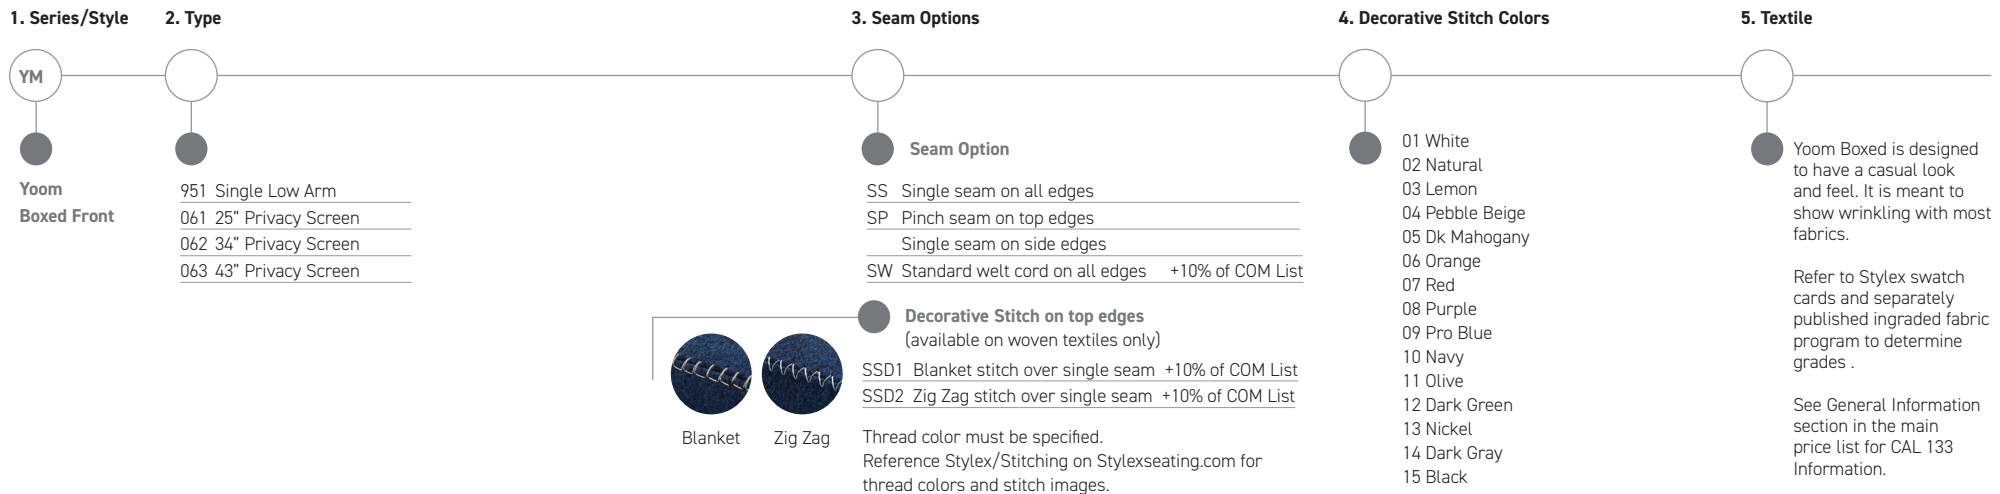 1. Series/Style
2. Type
3. Seam Options
4. Decorative Stitch Colors
5. Textile
YM
Yoom
Boxed Front
951 Single Low Arm
061 25" Privacy Screen
062 34" Privacy Screen
063 43" Privacy Screen
Seam Option
SS Single seam on all edges
SP Pinch seam on top edges
Single seam on side edges
SW Standard welt cord on all edges +10% of COM List
Decorative Stitch on top edges
(available on woven textiles only)
SSD1 Blanket stitch over single seam +10% of COM List
SSD2 Zig Zag stitch over single seam +10% of COM List
Blanket
Zig Zag
Thread color must be specified.
Reference Stylex/Stitching on Stylexseating.com for
thread colors and stitch images.
01 White
02 Natural
03 Lemon
04 Pebble Beige
05 Dk Mahogany
06 Orange
07 Red
08 Purple
09 Pro Blue
10 Navy
11 Olive
12 Dark Green
13 Nickel
14 Dark Gray
15 Black
Yoom Boxed is designed
to have a casual look
and feel. It is meant to
show wrinkling with most
fabrics.
Refer to Stylex swatch
cards and separately
published ingraded fabric
program to determine
grades .
See General Information
section in the main
price list for CAL 133
Information.